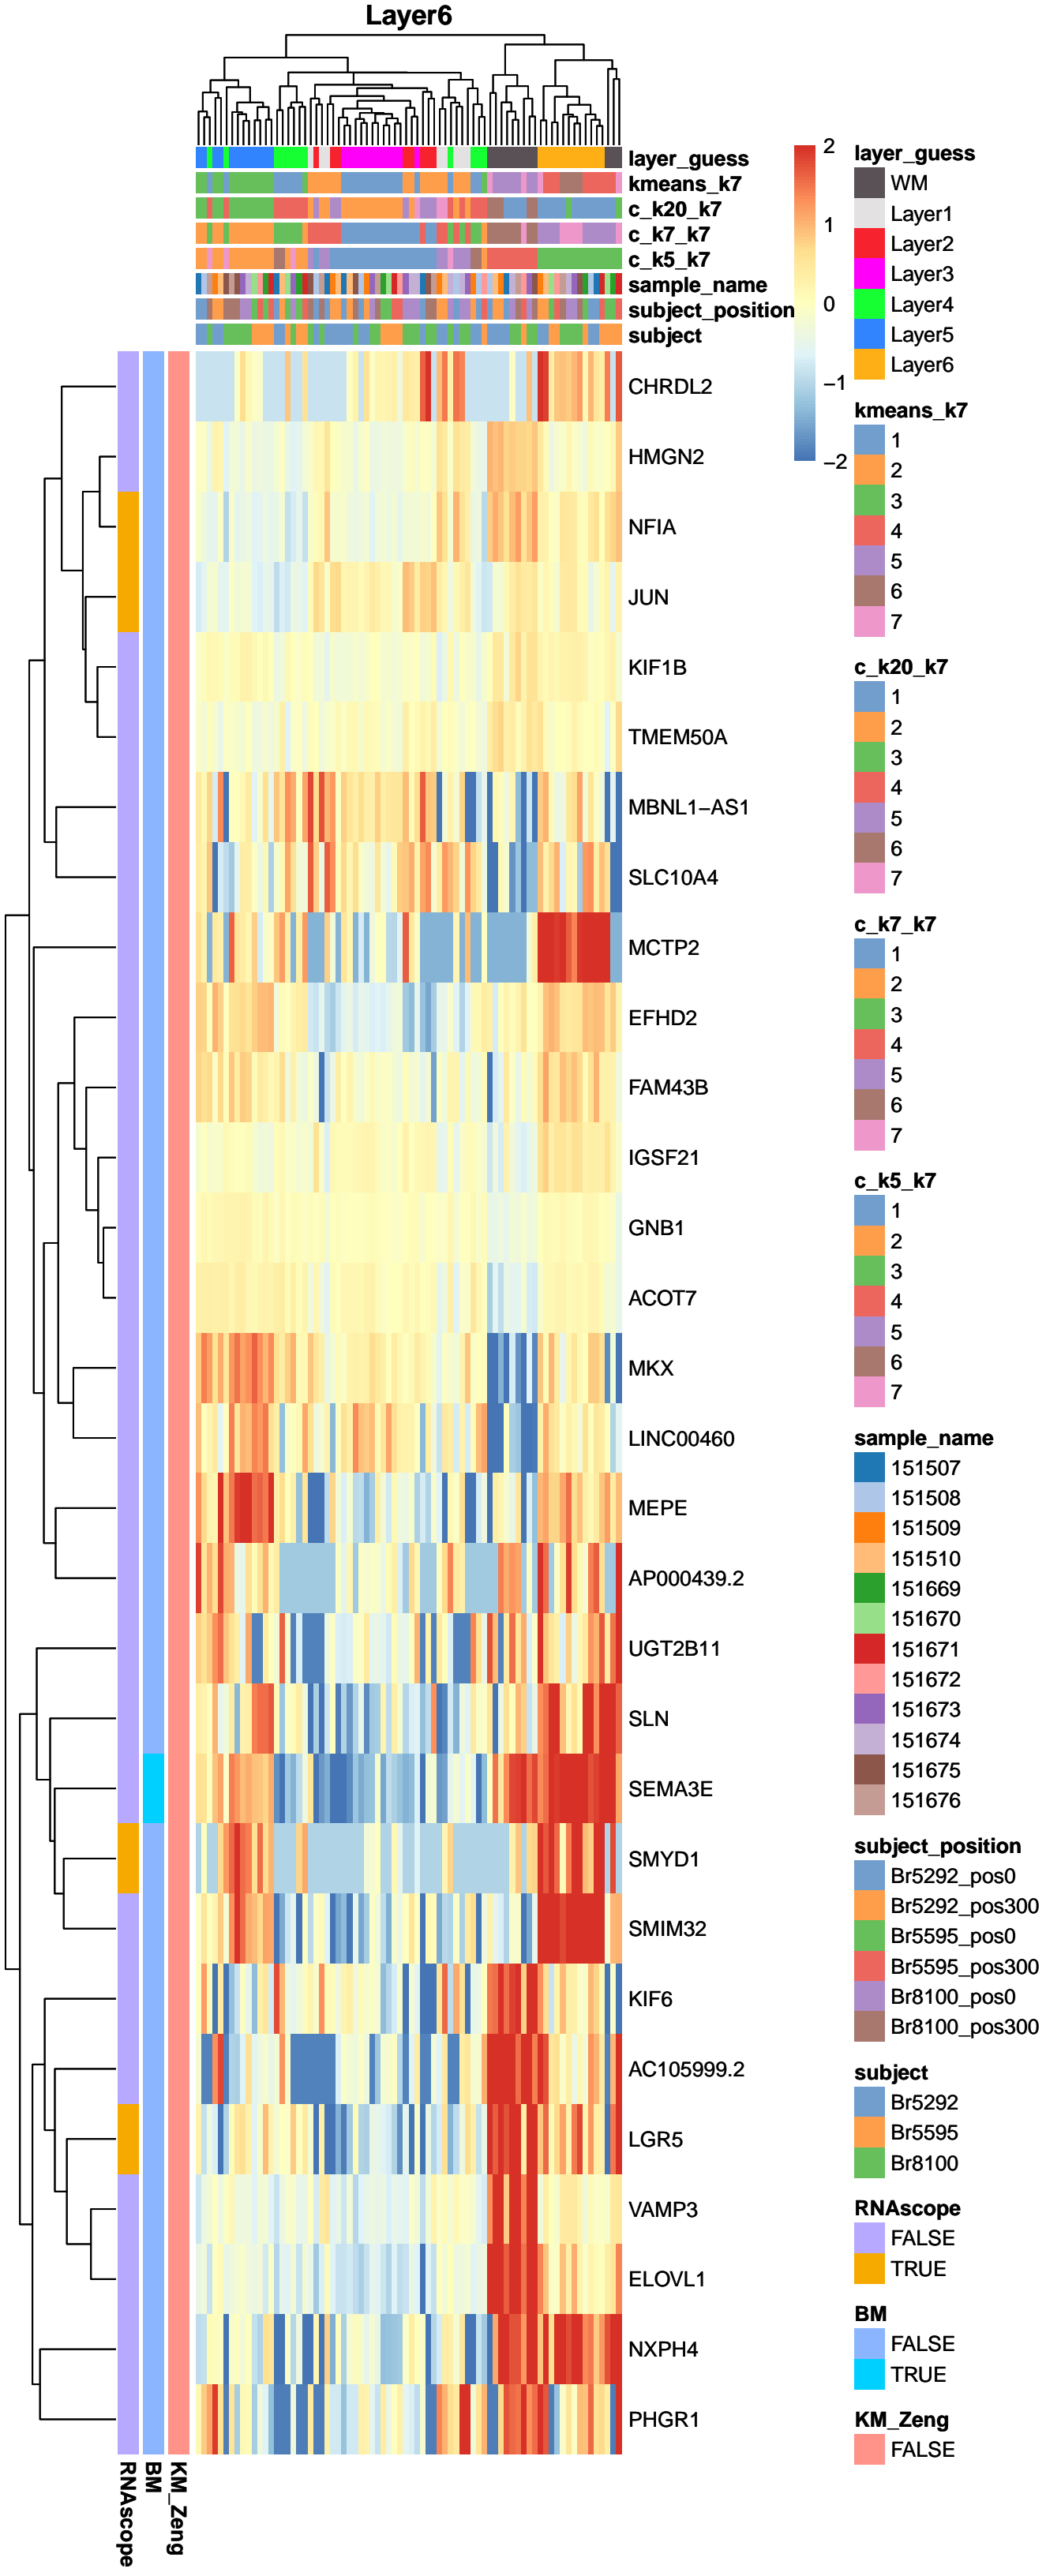 Layer6
layer_guess
kmeans_k7
c_k20_k7
c_k7_k7
c_k5_k7
sample_name
subject_position
subject
2
1
0
−1
−2
CHRDL2
HMGN2
NFIA
JUN
KIF1B
TMEM50A
MBNL1−AS1
SLC10A4
MCTP2
EFHD2
FAM43B
IGSF21
GNB1
ACOT7
MKX
LINC00460
MEPE
AP000439.2
UGT2B11
SLN
SEMA3E
SMYD1
SMIM32
KIF6
AC105999.2
LGR5
VAMP3
ELOVL1
NXPH4
PHGR1
RNAscope
BM
KM_Zeng
layer_guess
WM
Layer1
Layer2
Layer3
Layer4
Layer5
Layer6
kmeans_k7
1
2
3
4
5
6
7
c_k20_k7
1
2
3
4
5
6
7
c_k7_k7
1
2
3
4
5
6
7
c_k5_k7
1
2
3
4
5
6
7
sample_name
151507
151508
151509
151510
151669
151670
151671
151672
151673
151674
151675
151676
subject_position
Br5292_pos0
Br5292_pos300
Br5595_pos0
Br5595_pos300
Br8100_pos0
Br8100_pos300
subject
Br5292
Br5595
Br8100
RNAscope
FALSE
TRUE
BM
FALSE
TRUE
KM_Zeng
FALSE